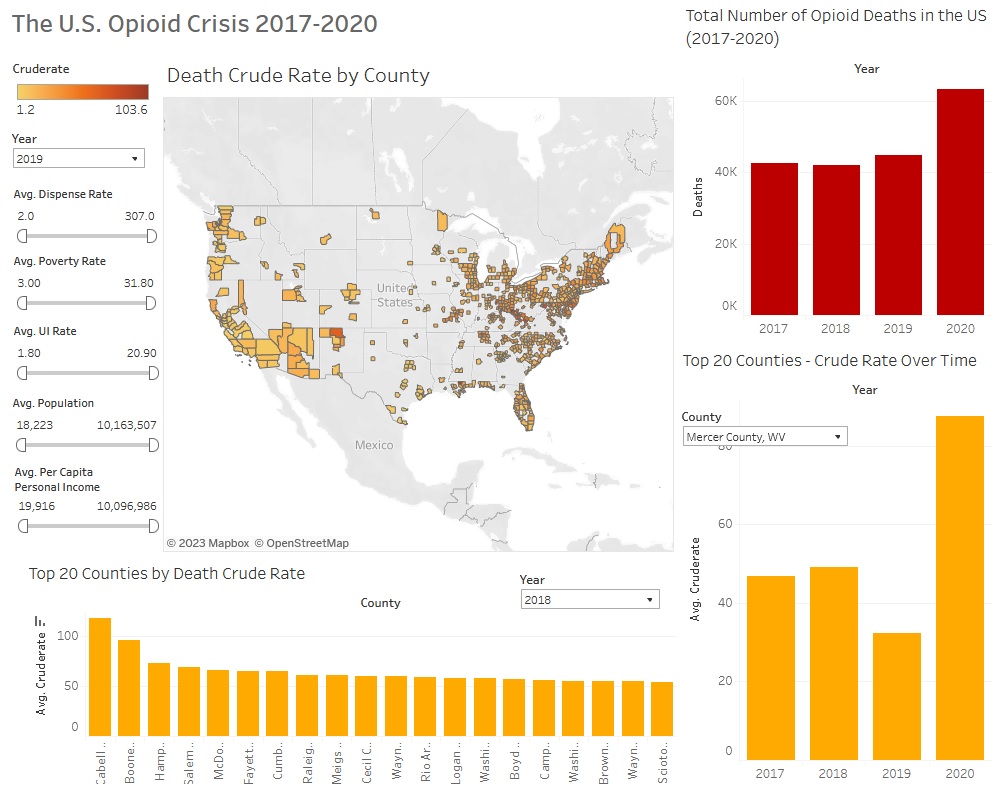 The U.S. Opioid Crisis 2017-2020
Cruderate
1.2 103.6
Year
2019
Avg. Dispense Rate
2.0 307.0
Avg. Poverty Rate
3.00 31.80
Avg. UI Rate
1.80 20.90
Avg. Population
18,223 10,163,507
Avg. Per Capita
Personal Income
19,916 10,096,986
Death Crude Rate by County
United
States
Mexico
© 2023 Mapbox © OpenStreetMap
Total Number of Opioid Deaths in the US
(2017-2020)
Year
Deaths
60K
40K
20K
0K
2017 2018 2019 2020
Top 20 Counties - Crude Rate Over Time
Year
County
Mercer County, WV
Avg. Cruderate
80
60
40
20
0
2017 2018 2019 2020
Top 20 Counties by Death Crude Rate
Year
2018
County
Avg. Cruderate
100
50
0
Cabell.. Boone.. Hamp.. Salem.. McDo.. Fayett.. Cumb.. Raleig.. Meigs .. Cecil C.. Wayn.. Rio Ar.. Logan .. Washi.. Boyd .. Camp.. Washi.. Brown.. Wayn.. Scioto..